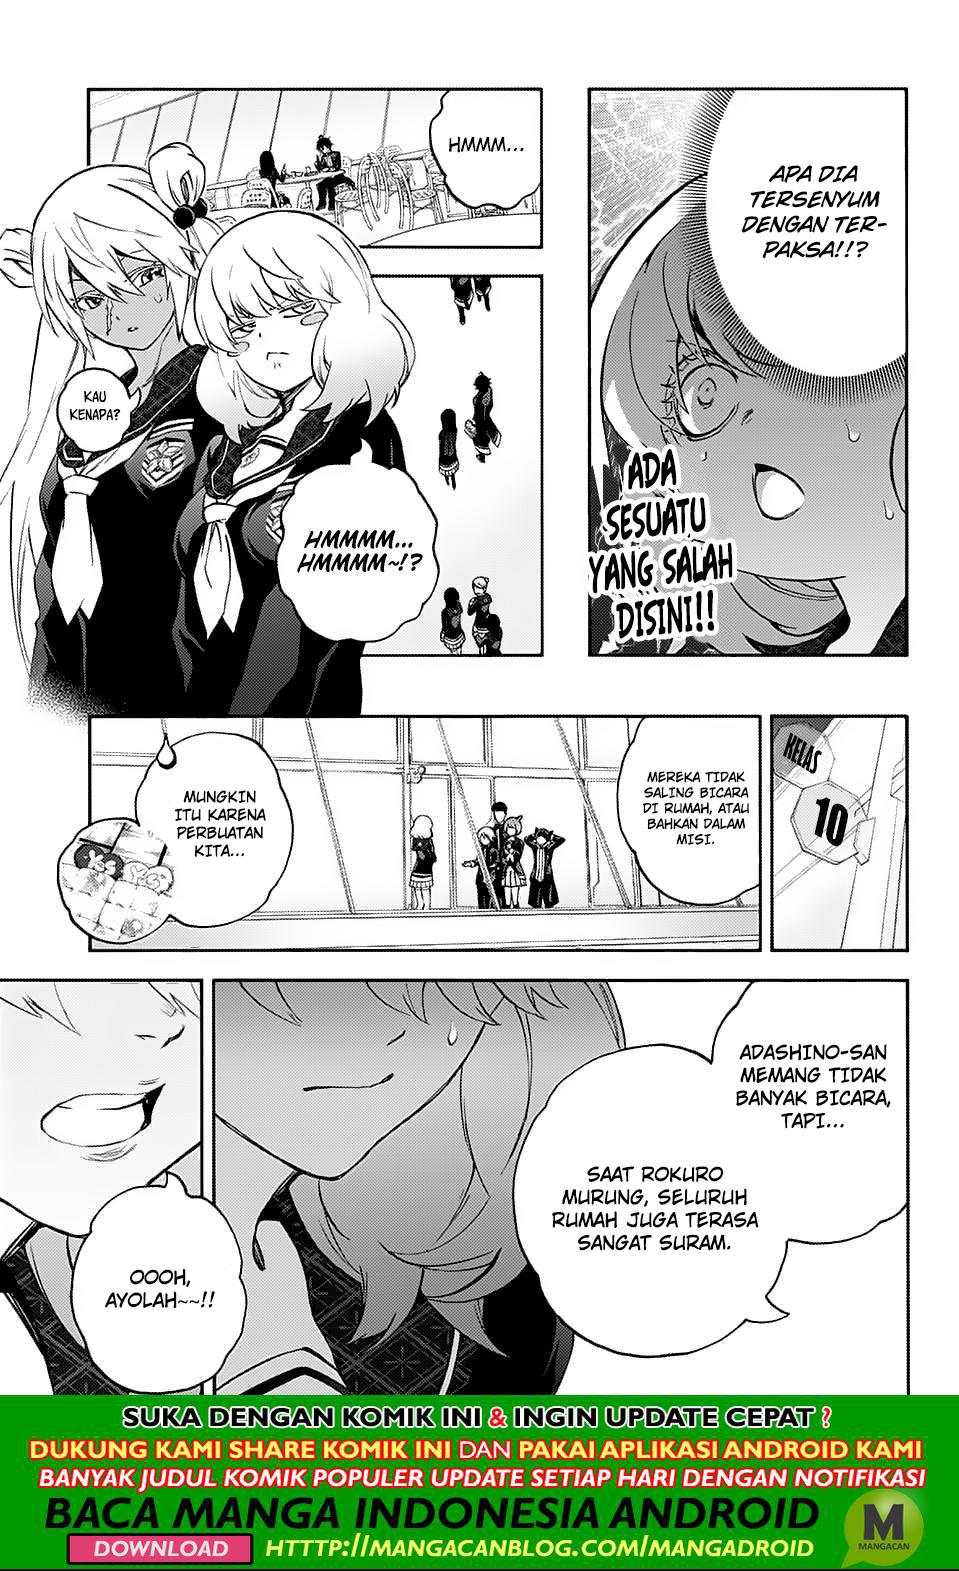 APA DIA
TERSENYUM
DENGAN TER-
PAKSA!!?
ADA
SESUATU
YANG SALAH
DISINI!!
HMMM...
KAU
KENAPA?
HMMMM...
HMMMM~!?
KELAS
10
MEREKA TIDAK
SALING BICARA
DI RUMAH, ATAU
BAHKAN DALAM
MISI.
MUNGKIN
ITU KARENA
PERBUATAN
KITA...
YES
YES
ADASHINO-SAN
MEMANG TIDAK
BANYAK BICARA,
TAPI...
SAAT ROKURO
MURUNG, SELURUH
RUMAH JUGA TERASA
SANGAT SURAM.
OOOH,
AYOLAH~~!!
SUKA DENGAN KOMIK INI & INGIN UPDATE CEPAT ?
DUKUNG KAMI SHARE KOMIK INI DAN PAKAI APLIKASI ANDROID KAMI
BANYAK JUDUL KOMIK POPULER UPDATE SETIAP HARI DENGAN NOTIFIKASI
BACA MANGA INDONESIA ANDROID
DOWNLOAD HTTTP://MANGACANBLOG.COM/MANGADROID
M
MANGACAN